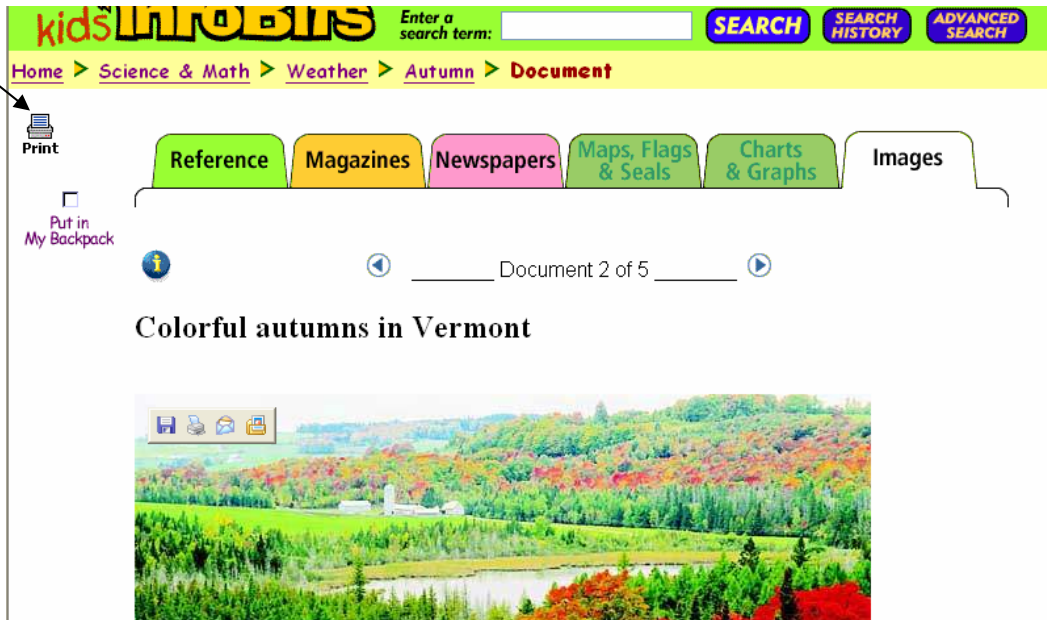 kids InfoBits
Enter a
search term:
SEARCH
SEARCH
HISTORY
ADVANCED
SEARCH
Home > Science & Math > Weather > Autumn > Document
Print
Reference
Magazines
Newspapers
Maps, Flags
& Seals
Charts
& Graphs
Images
Put in
My Backpack
i
Document 2 of 5
Colorful autumns in Vermont